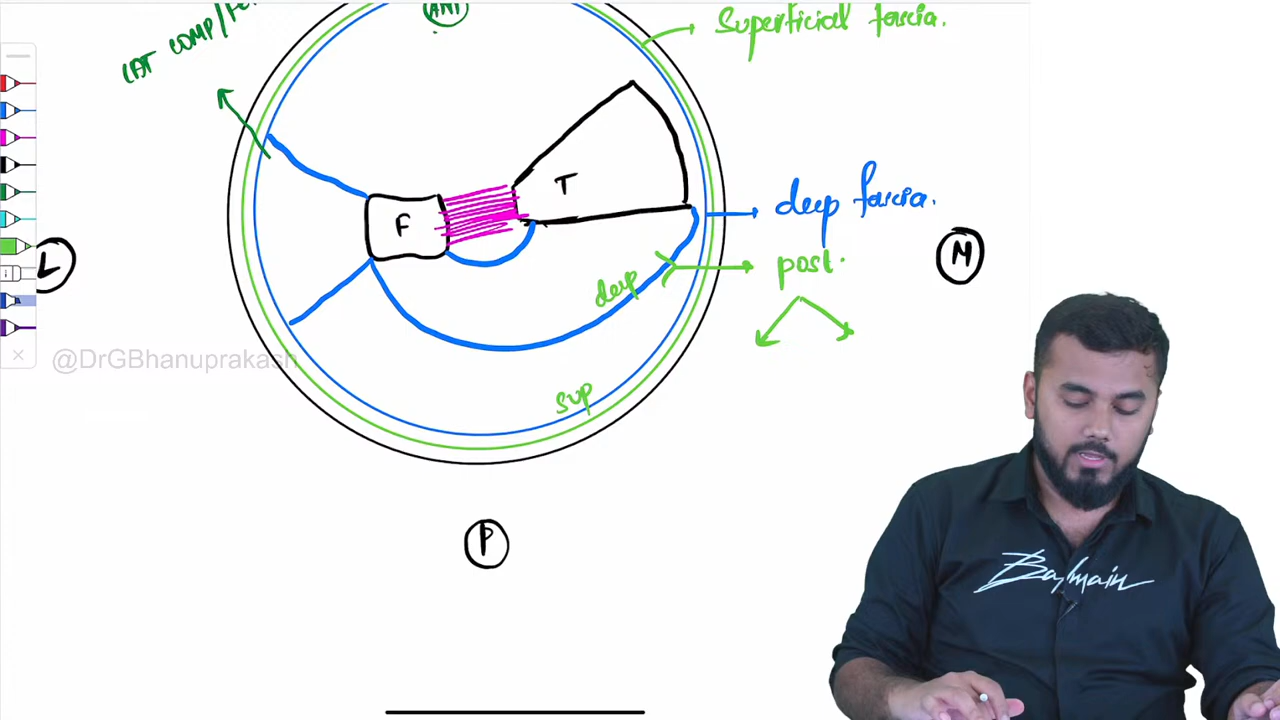 ANT
Superficial fascia.
LAT COMP/
T
F
deep fascia.
L
M
post.
deep
@DrGBhanuprakash
sup
P
Balmain